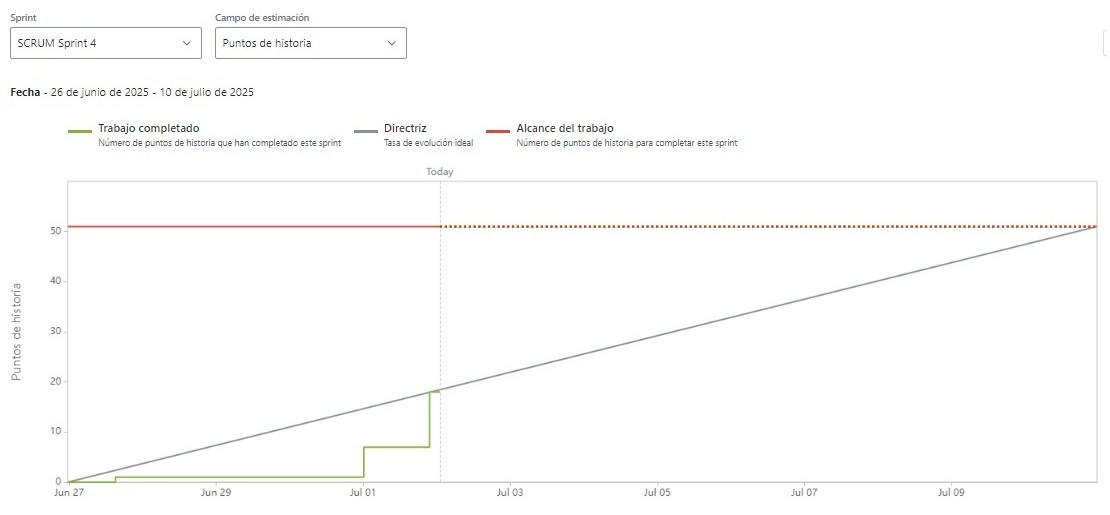 Sprint
Campo de estimación
SCRUM Sprint 4
Puntos de historia
Fecha - 26 de junio de 2025 - 10 de julio de 2025
Trabajo completado
Número de puntos de historia que han completado este sprint
Directriz
Tasa de evolución ideal
Alcance del trabajo
Número de puntos de historia para completar este sprint
Today
Puntos de historia
50
40
30
20
10
0
Jun 27
Jun 29
Jul 01
Jul 03
Jul 05
Jul 07
Jul 09